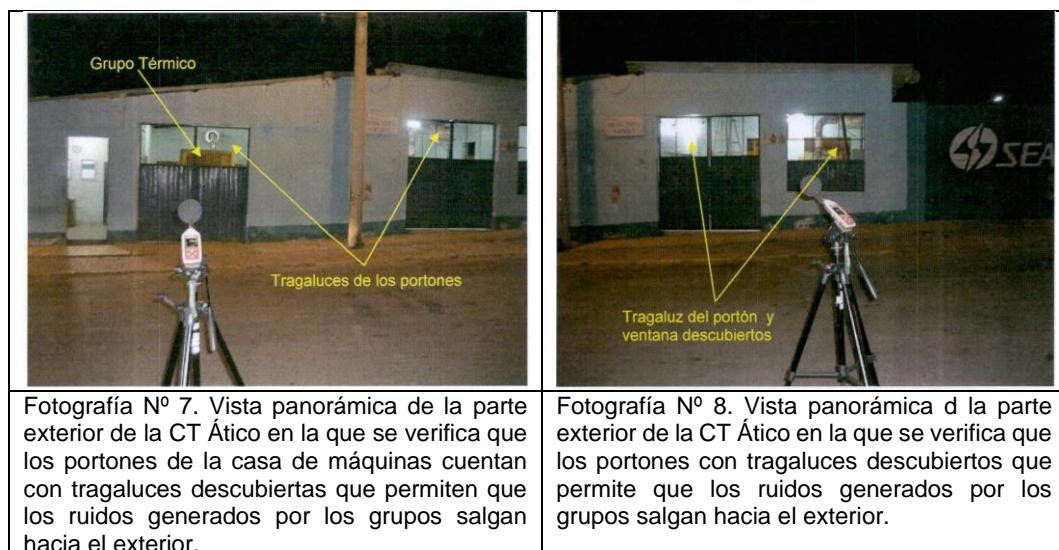 Grupo Térmico
Tragaluces de los portones
SEA
Tragaluz del portón y
ventana descubiertos
Fotografía Nº 7. Vista panorámica de la parte
exterior de la CT Ático en la que se verifica que
los portones de la casa de máquinas cuentan
con tragaluces descubiertas que permiten que
los ruidos generados por los grupos salgan
hacia el exterior.
Fotografía Nº 8. Vista panorámica d la parte
exterior de la CT Ático en la que se verifica que
los portones con tragaluces descubiertos que
permite que los ruidos generados por los
grupos salgan hacia el exterior.